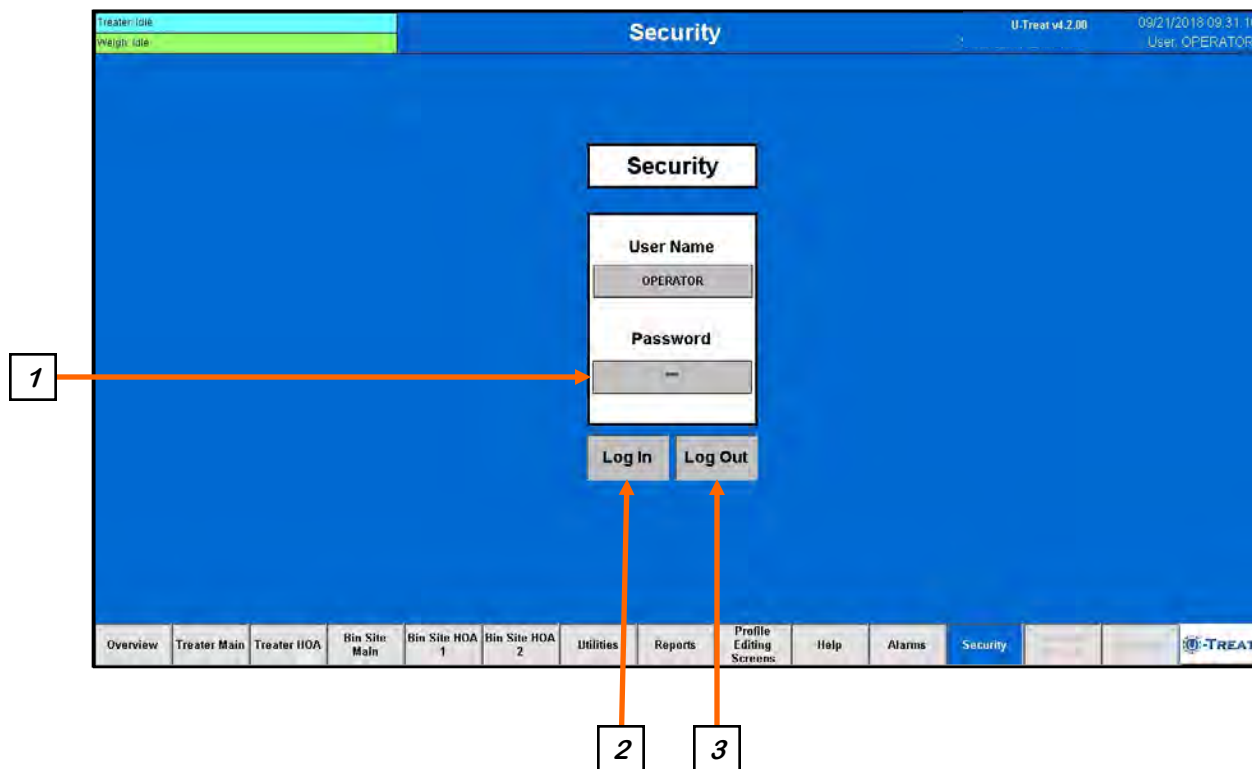 Treater: Idle
Weigh: Idle
Security
U-Treat v4.2.00
09/21/2018 09:31:1
User: OPERATOR
Security
User Name
OPERATOR
Password
Log In
Log Out
1
Overview
Treater Main
Treater HOA
Bin Site
Main
Bin Site HOA
1
Bin Site HOA
2
Utilities
Reports
Profile
Editing
Screens
Help
Alarms
Security
U-TREAT
2
3